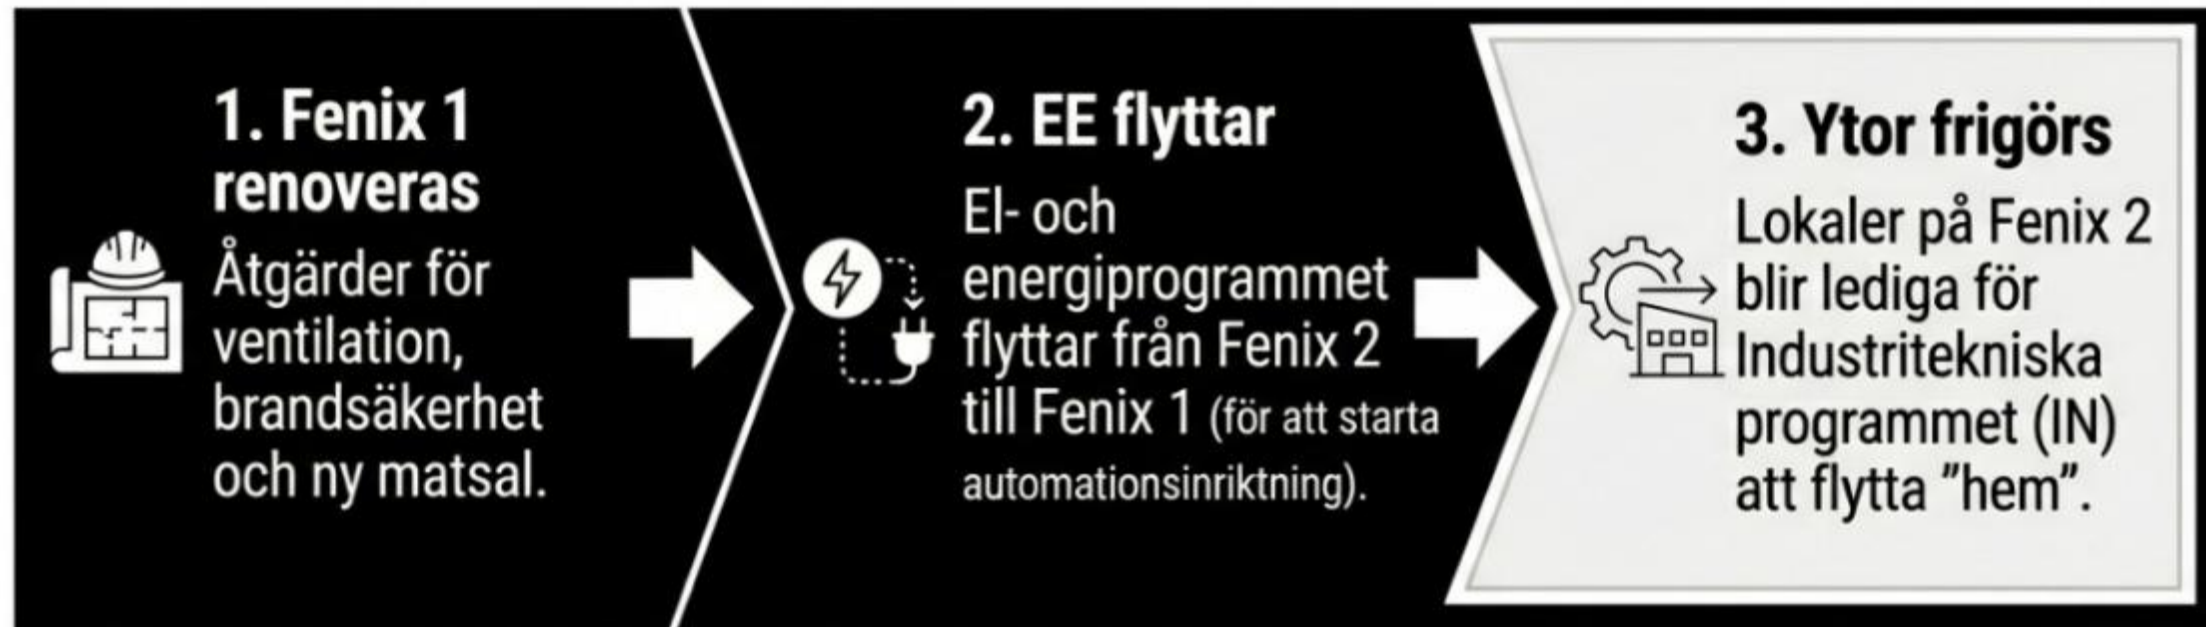 1. Fenix 1
renoveras
Åtgärder för
ventilation,
brandsäkerhet
och ny matsal.
2. EE flyttar
El- och
energiprogrammet
flyttar från Fenix 2
till Fenix 1 (för att starta
automationsinriktning).
3. Ytor frigörs
Lokaler på Fenix 2
blir lediga för
Industritekniska
programmet (IN)
att flytta ”hem”.